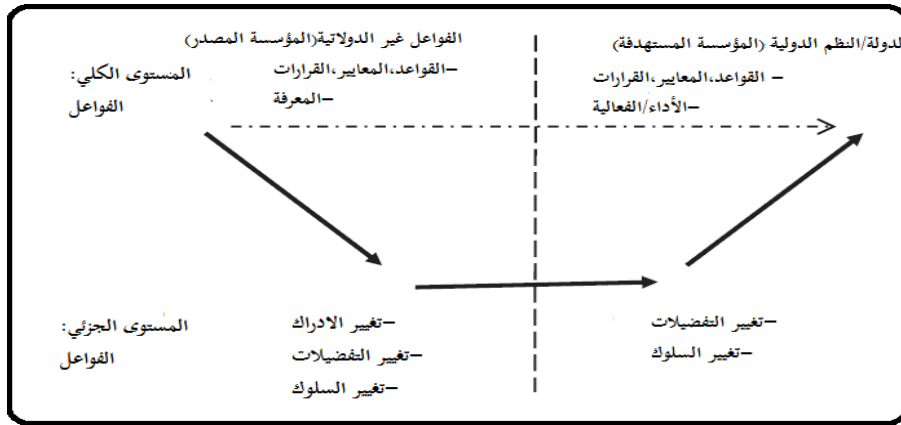 الفواعل غير الدولاتية(المؤسسة المصدر)
الدولة/النظم الدولية (المؤسسة المستهدفة)
المستوى الكلي:
الفواعل
–القواعد،المعايير،القرارات
–المعرفة
– القواعد،المعايير،القرارات
–الأداء/الفعالية
المستوى الجزئي:
الفواعل
–تغيير الادراك
–تغيير التفضيلات
–تغيير السلوك
–تغيير التفضيلات
–تغيير السلوك